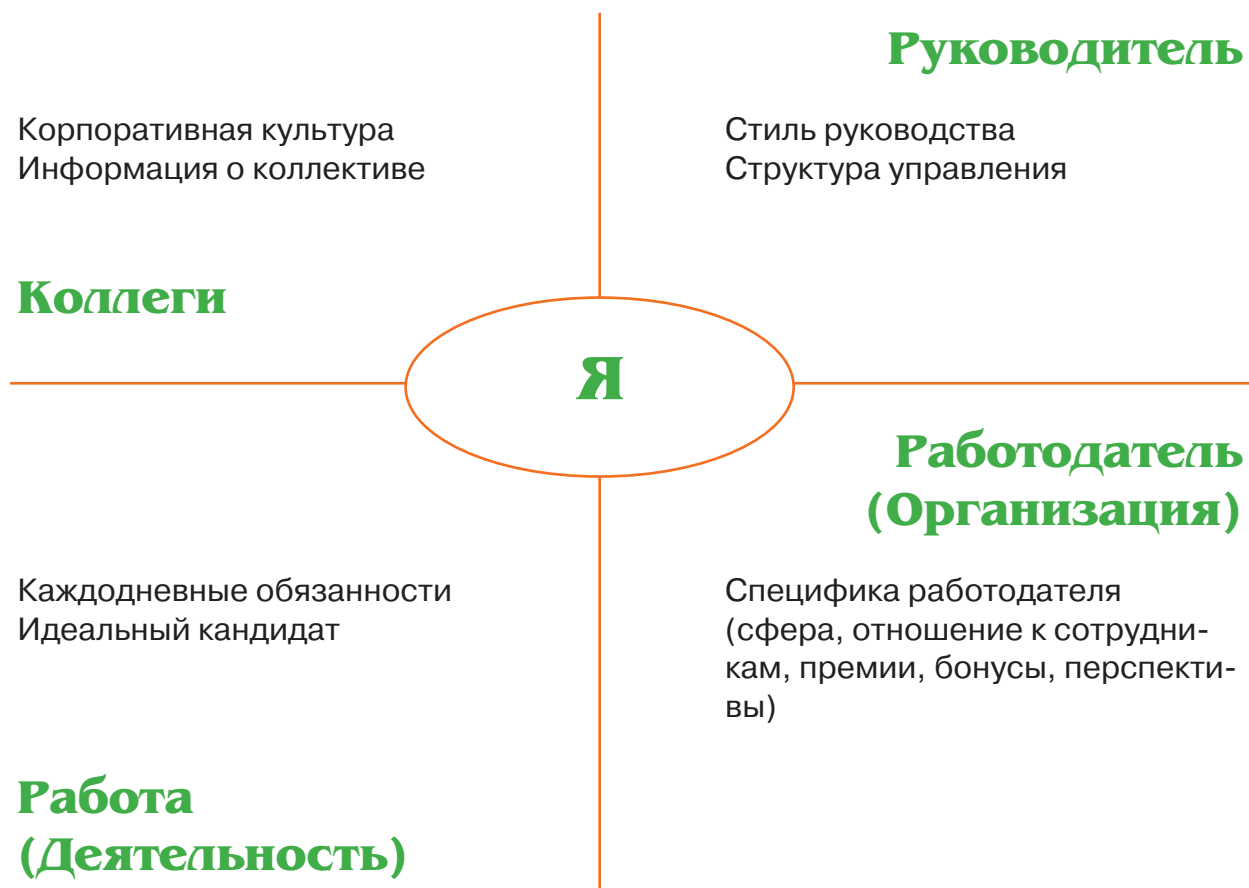 Корпоративная культура
Информация о коллективе
Коллеги
Руководитель
Стиль руководства
Структура управления
Я
Каждодневные обязанности
Идеальный кандидат
Работа
(Деятельность)
Работодатель
(Организация)
Специфика работодателя
(сфера, отношение к сотрудни-
кам, премии, бонусы, перспекти-
вы)